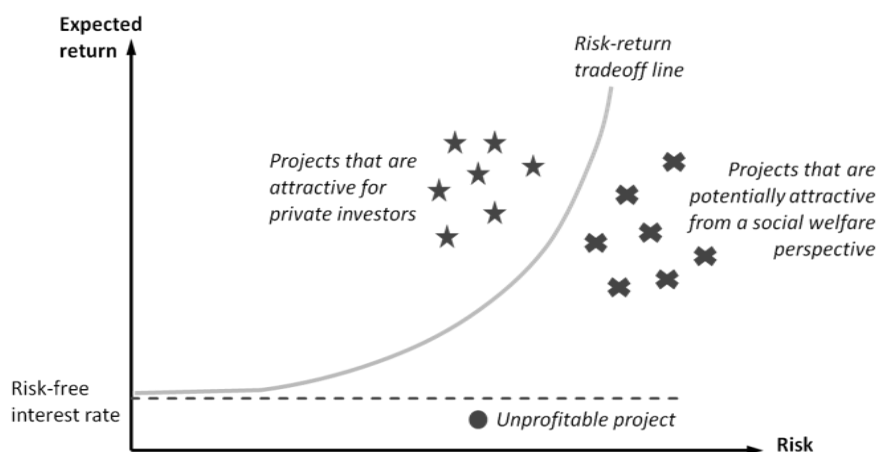 Expected
return
Risk-return
tradeoff line
Projects that are
attractive for
private investors
Projects that are
potentially attractive
from a social welfare
perspective
Risk-free
interest rate
Unprofitable project
Risk